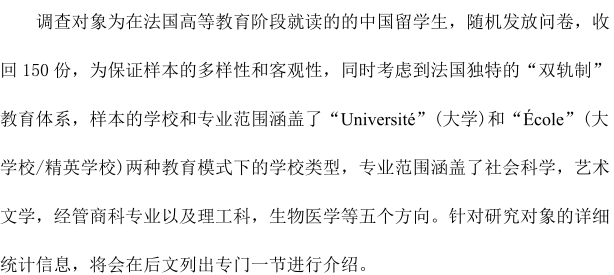 调查对象为在法国高等教育阶段就读的的中国留学生，随机发放问卷，收
回 150 份，为保证样本的多样性和客观性，同时考虑到法国独特的“双轨制”
教育体系，样本的学校和专业范围涵盖了“Université”(大学)和“École”(大
学校/精英学校)两种教育模式下的学校类型，专业范围涵盖了社会科学，艺术
文学，经管商科专业以及理工科，生物医学等五个方向。针对研究对象的详细
统计信息，将会在后文列出专门一节进行介绍。